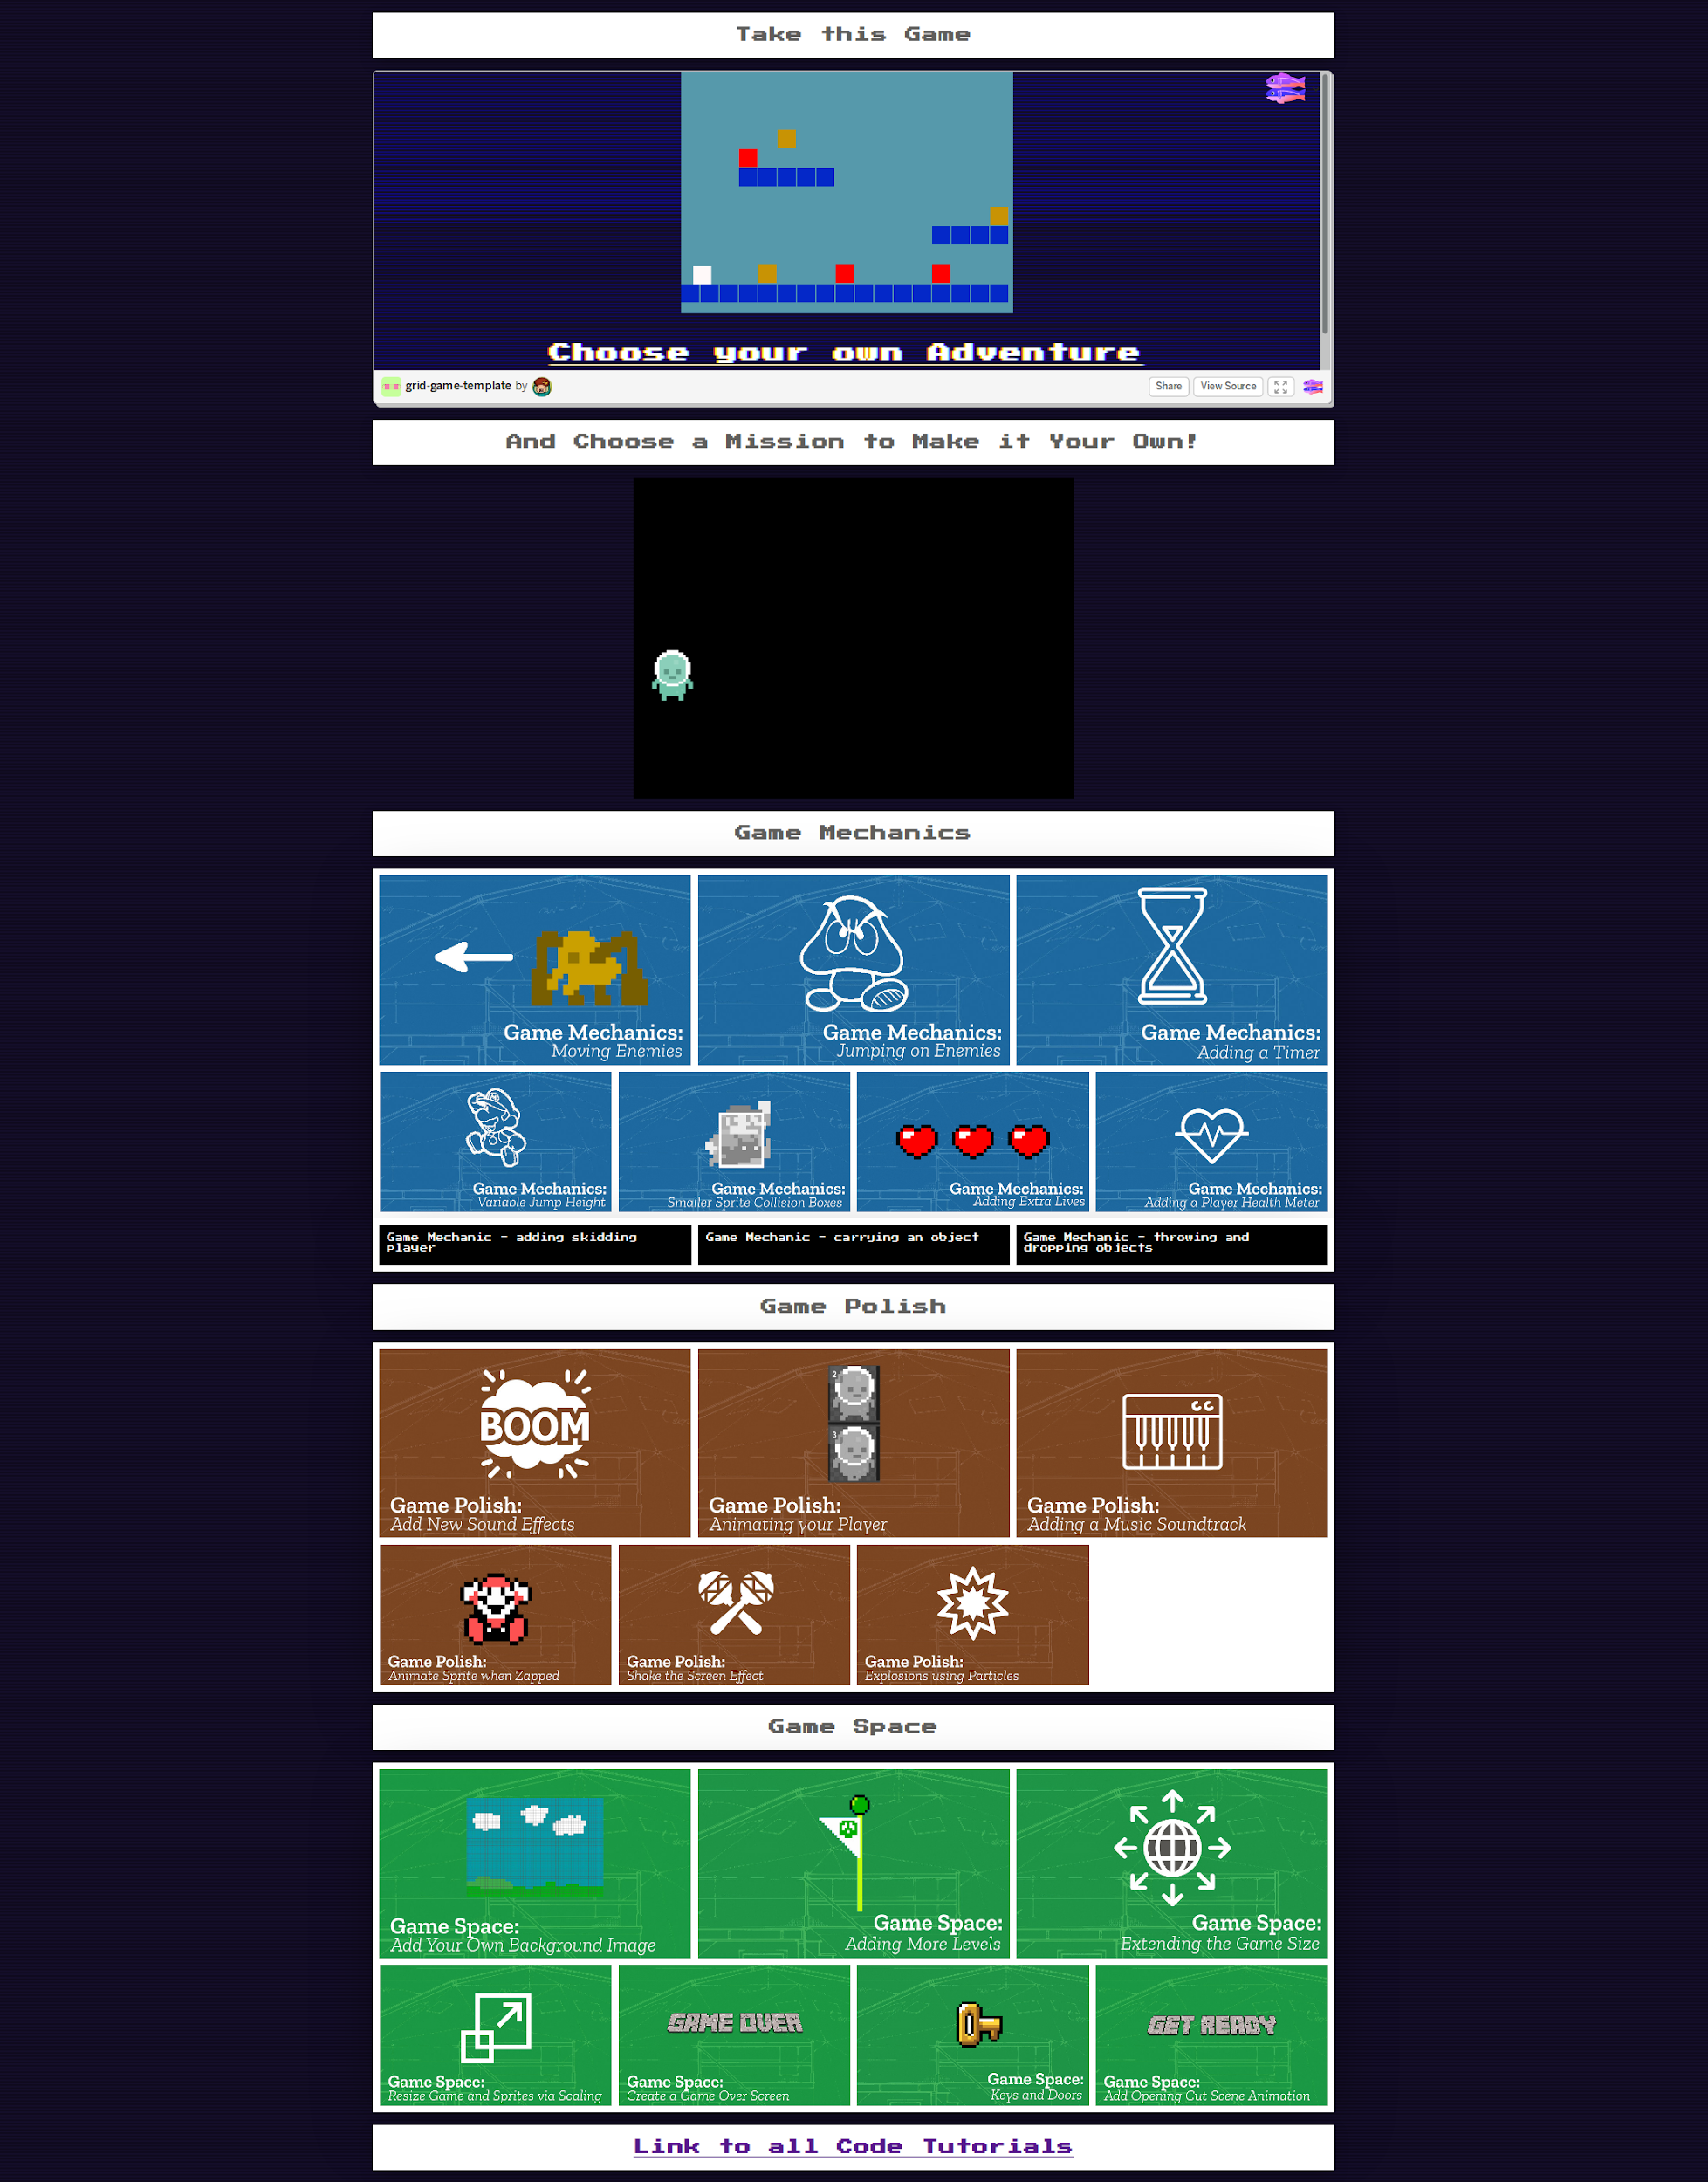 Take this Game
Choose your own Adventure
grid-game-template by
Share
View Source
And Choose a Mission to Make it Your Own!
Game Mechanics
Game Mechanics:
Moving Enemies
Game Mechanics:
Jumping on Enemies
Game Mechanics:
Adding a Timer
Game Mechanics:
Variable Jump Height
Game Mechanics:
Smaller Sprite Collision Boxes
Game Mechanics:
Adding Extra Lives
Game Mechanics:
Adding a Player Health Meter
Game Mechanic - adding skidding
player
Game Mechanic - carrying an object
Game Mechanic - throwing and
dropping objects
Game Polish
BOOM
Game Polish:
Add New Sound Effects
2
3
Game Polish:
Animating your Player
Game Polish:
Adding a Music Soundtrack
Game Polish:
Animate Sprite when Zapped
Game Polish:
Shake the Screen Effect
Game Polish:
Explosions using Particles
Game Space
Game Space:
Add Your Own Background Image
Game Space:
Adding More Levels
Game Space:
Extending the Game Size
Game Space:
Resize Game and Sprites via Scaling
GAME OVER
Game Space:
Create a Game Over Screen
Game Space:
Keys and Doors
GET READY
Game Space:
Add Opening Cut Scene Animation
Link to all Code Tutorials